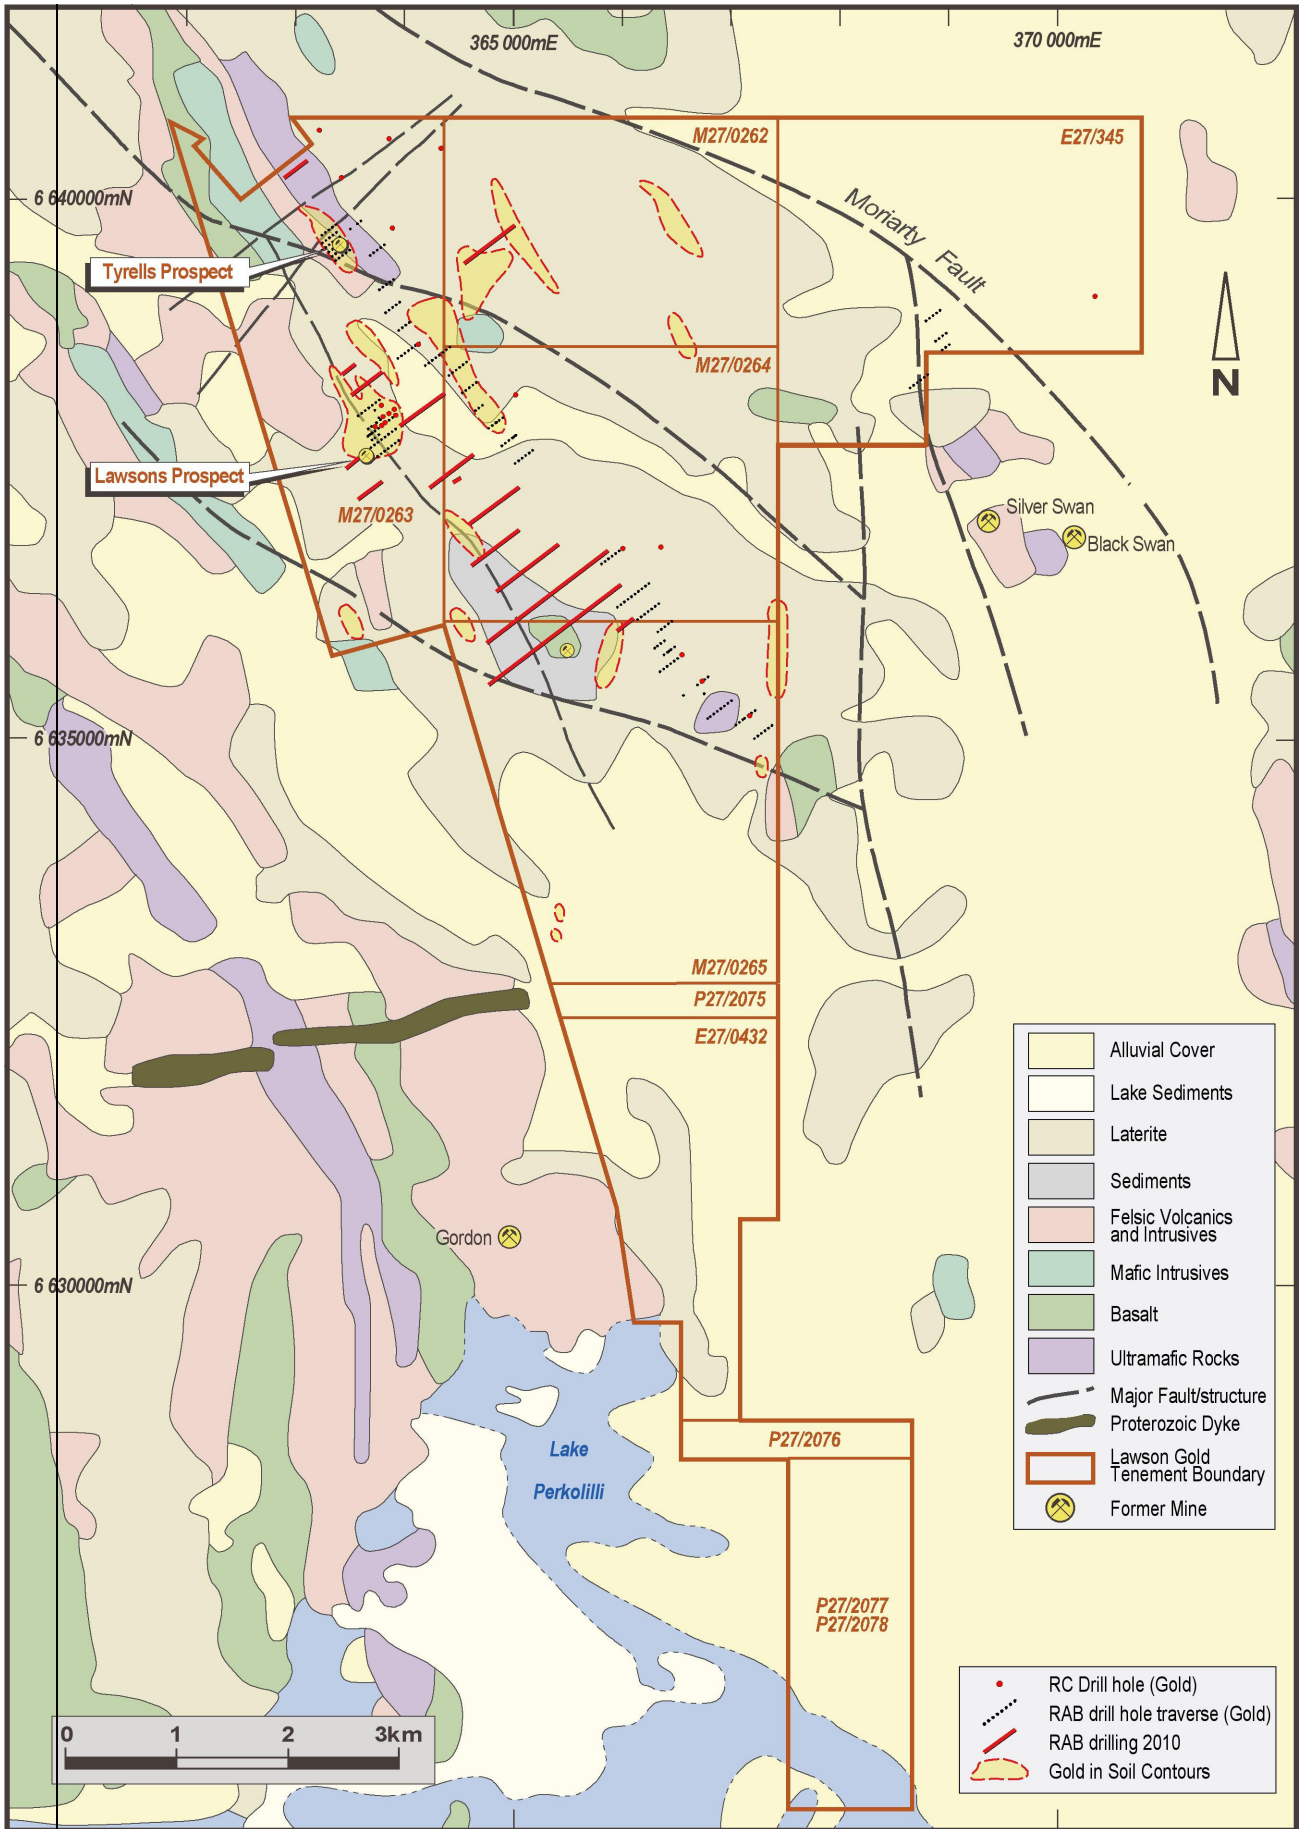 365 000mE
370 000mE
M27/0262
E27/345
6 640000mN
Moriarty
Fault
Tyrells Prospect
M27/0264
N
Lawsons Prospect
M27/0263
Silver Swan
Black Swan
6 635000mN
M27/0265
P27/2075
E27/0432
Gordon
6 630000mN
Lake
Perkolilli
P27/2076
P27/2077
P27/2078
Alluvial Cover
Lake Sediments
Laterite
Sediments
Felsic Volcanics
and Intrusives
Mafic Intrusives
Basalt
Ultramafic Rocks
Major Fault/structure
Proterozoic Dyke
Lawson Gold
Tenement Boundary
Former Mine
RC Drill hole (Gold)
RAB drill hole traverse (Gold)
RAB drilling 2010
Gold in Soil Contours
0 1 2 3km